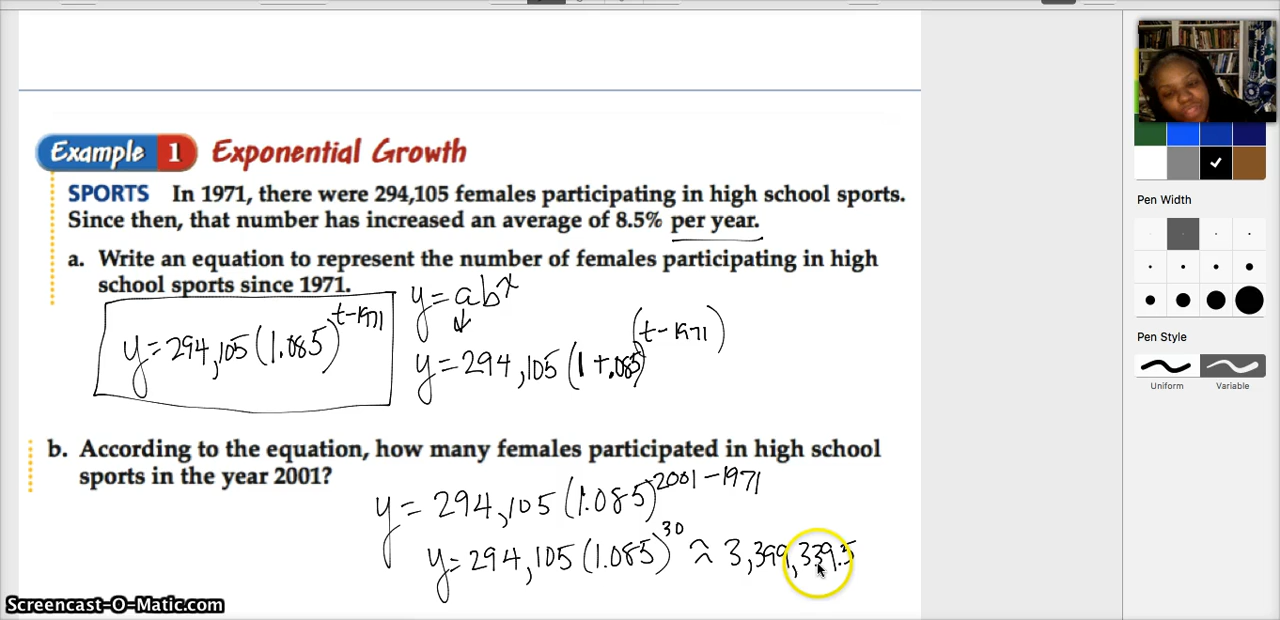 Example 1 Exponential Growth
SPORTS In 1971, there were 294,105 females participating in high school sports.
Since then, that number has increased an average of 8.5% per year.
a. Write an equation to represent the number of females participating in high
school sports since 1971.
y = ab^x
y = 294,105 (1.085)^t-1971
y = 294,105 (1 + .085)^(t-1971)
b. According to the equation, how many females participated in high school
sports in the year 2001?
y = 294,105 (1.085)^2001-1971
y = 294,105 (1.085)^30 ≈ 3,399,339.5
Pen Width
Pen Style
Uniform Variable
Screencast-O-Matic.com